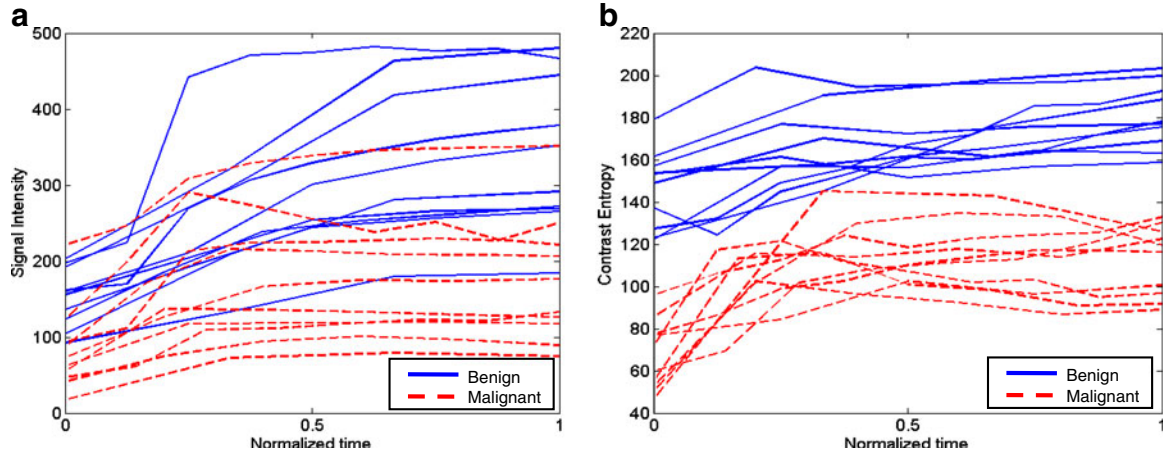 a
500
400
300
200
100
0
Signal Intensity
0
0.5
1
Normalized time
Benign
Malignant
b
220
200
180
160
140
120
100
80
60
40
Contrast Entropy
0
0.5
1
Normalized time
Benign
Malignant